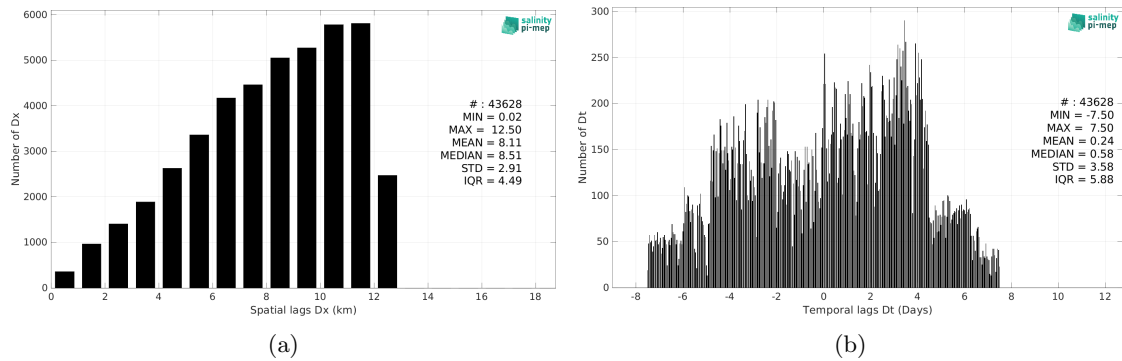 6000
5000
4000
3000
2000
1000
0
Number of Dx
0 2 4 6 8 10 12 14 16 18
Spatial lags Dx (km)
salinity
pi-mep
# : 43628
MIN = 0.02
MAX = 12.50
MEAN = 8.11
MEDIAN = 8.51
STD = 2.91
IQR = 4.49
(a)
300
250
200
150
100
50
0
Number of Dt
-8 -6 -4 -2 0 2 4 6 8 10 12
Temporal lags Dt (Days)
salinity
pi-mep
# : 43628
MIN = -7.50
MAX = 7.50
MEAN = 0.24
MEDIAN = 0.58
STD = 3.58
IQR = 5.88
(b)